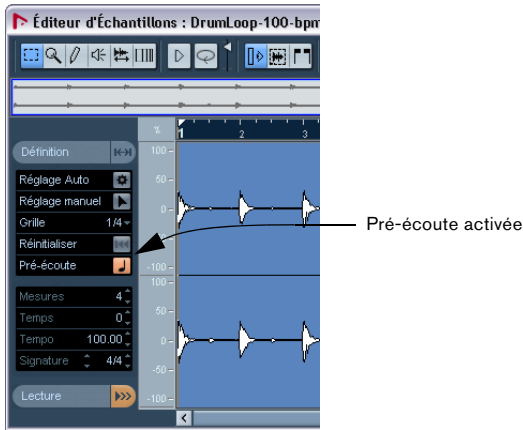 Éditeur d'Échantillons : DrumLoop-100-bpm
%
1 2 3
Définition
100
Réglage Auto
50
Réglage manuel
0
Grille 1/4
Réinitialiser
Pré-écoute
-100
Pré-écoute activée
100
Mesures 4
50
Temps 0
Tempo 100.00
0
Signature 4/4
-50
Lecture
-100